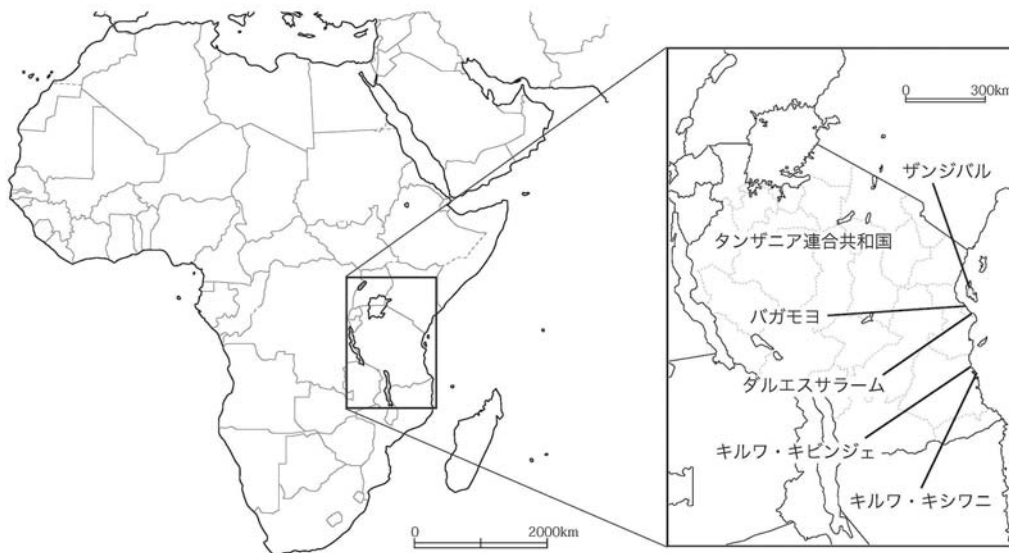 0 300km
ザンジバル
タンザニア連合共和国
バガモヨ
ダルエスサラーム
キルワ・キビンジェ
キルワ・キシワニ
0 2000km